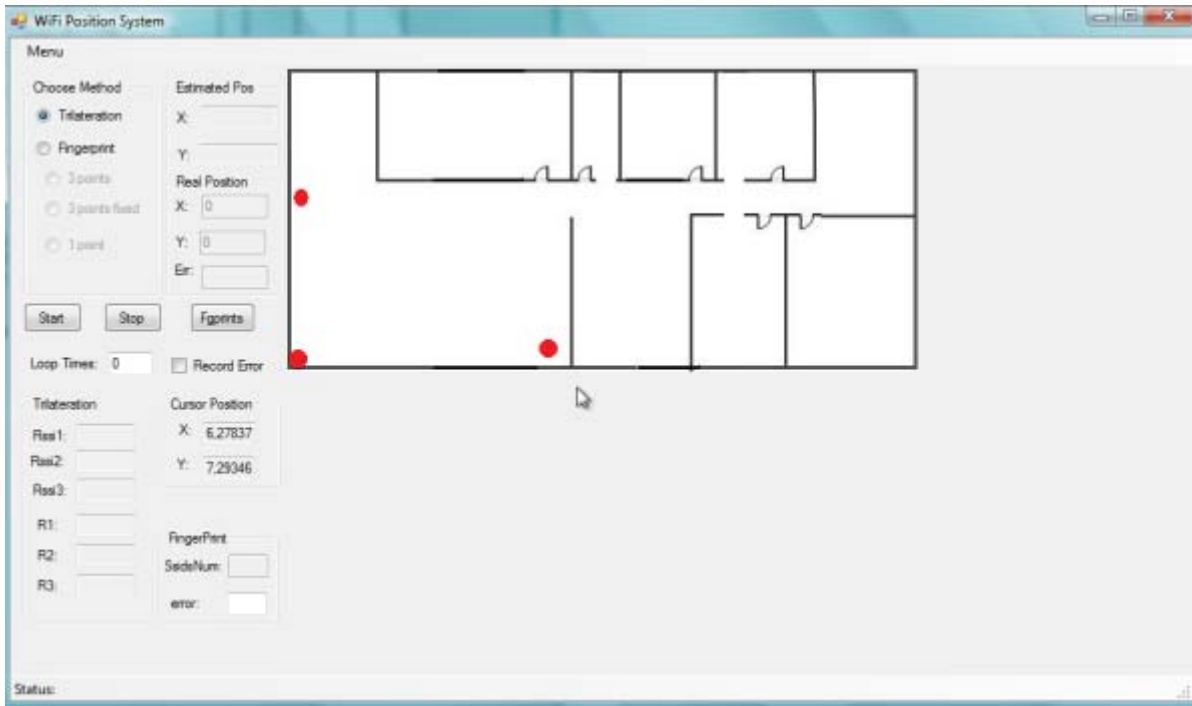 WiFi Position System
Menu
Choose Method
Trilateration
Fingerprint
3 points
3 points fixed
1 point
Estimated Pos
X:
Y:
Real Position
X: 0
Y: 0
Err:
Start
Stop
Fgprints
Loop Times: 0
Record Error
Trilateration
Rssi1:
Rssi2:
Rssi3:
R1:
R2:
R3:
Cursor Position
X: 6,27837
Y: 7,29346
FingerPrint
SsidsNum:
error:
Status: